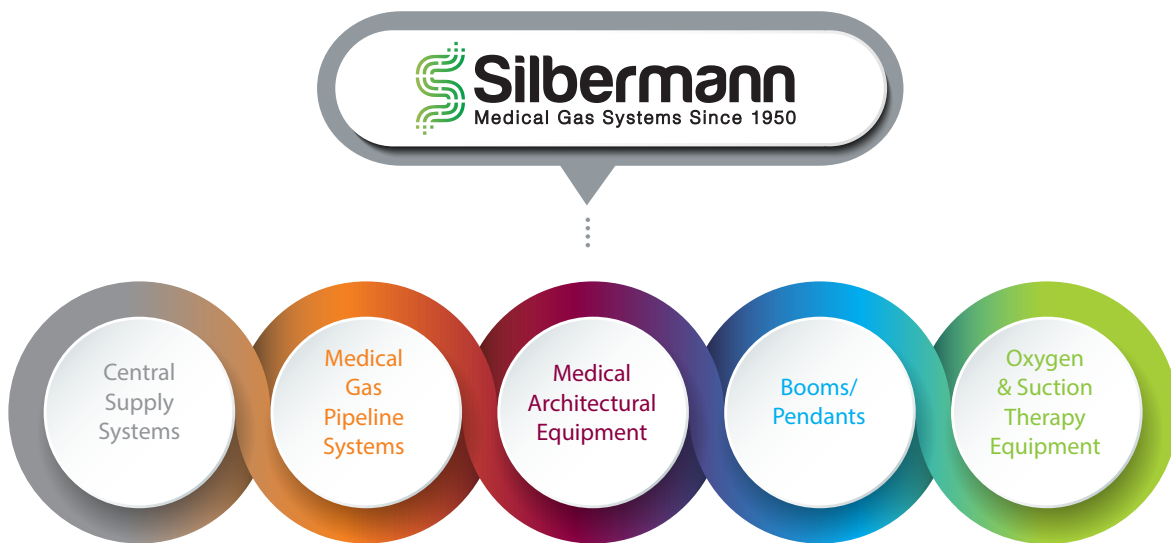 Silbermann
Medical Gas Systems Since 1950
Central
Supply
Systems
Medical
Gas
Pipeline
Systems
Medical
Architectural
Equipment
Booms/
Pendants
Oxygen
& Suction
Therapy
Equipment